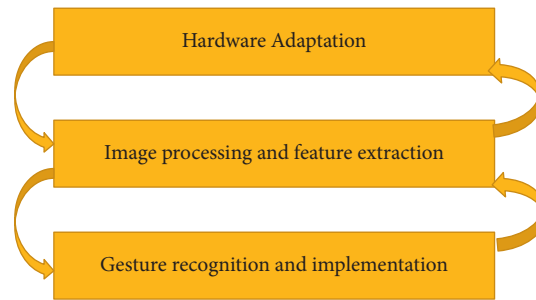 Hardware Adaptation
Image processing and feature extraction
Gesture recognition and implementation